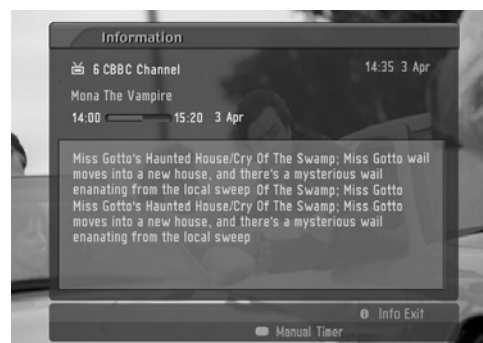 Information
6 CBBC Channel 14:35 3 Apr
Mona The Vampire
14:00 15:20 3 Apr
Miss Gotto's Haunted House/Cry Of The Swamp; Miss Gotto wail
moves into a new house, and there's a mysterious wail
enanating from the local sweep Of The Swamp; Miss Gotto
Miss Gotto's Haunted House/Cry Of The Swamp; Miss Gotto
moves into a new house, and there's a mysterious wail
enanating from the local sweep
Info Exit
Manual Timer